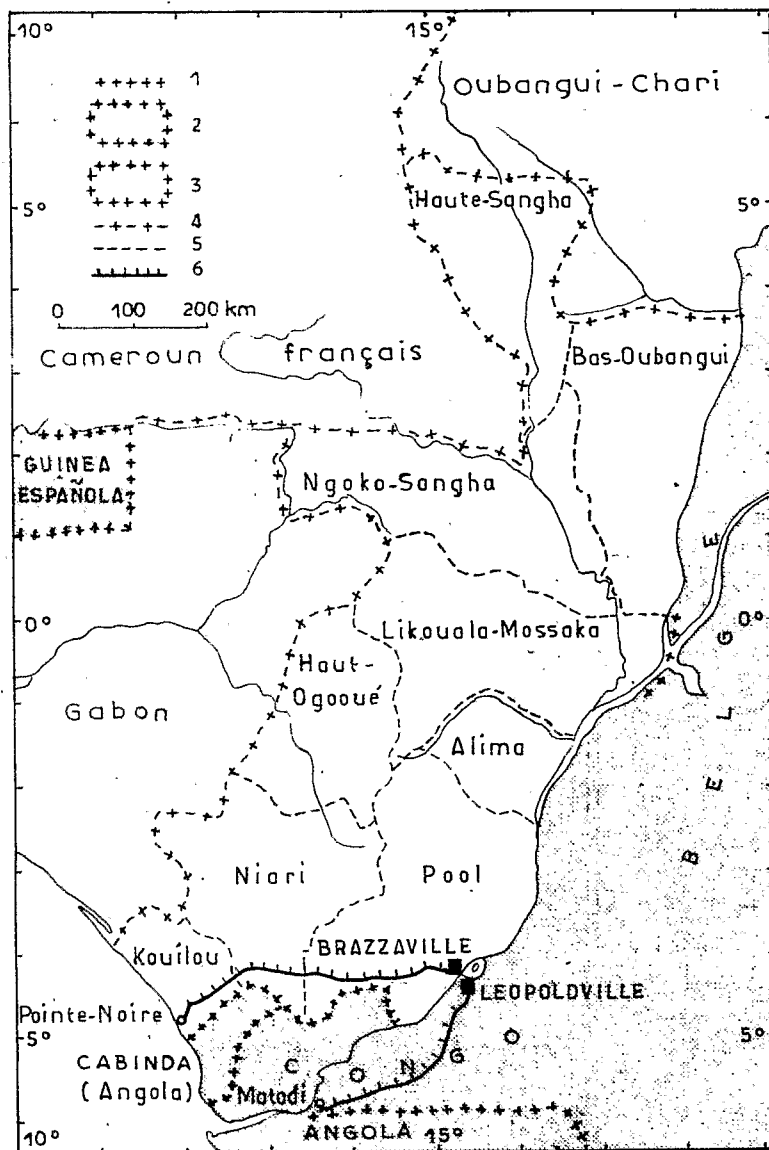 10°
15°
Oubangui-Chari
1
2
3
4
5
6
5°
Haute-Sangha
5°
0 100 200 km
Cameroun français
Bas-Oubangui
GUINEA
ESPAÑOLA
Ngoko-Sangha
0°
Likouala-Mossaka
0°
Haut-
Ogooué
Gabon
Alima
Niari
Pool
Kouilou
BRAZZAVILLE
LEOPOLDVILLE
Pointe-Noire
5°
5°
CABINDA
(Angola)
Matadi
CONGO BELGE
ANGOLA
15°
10°